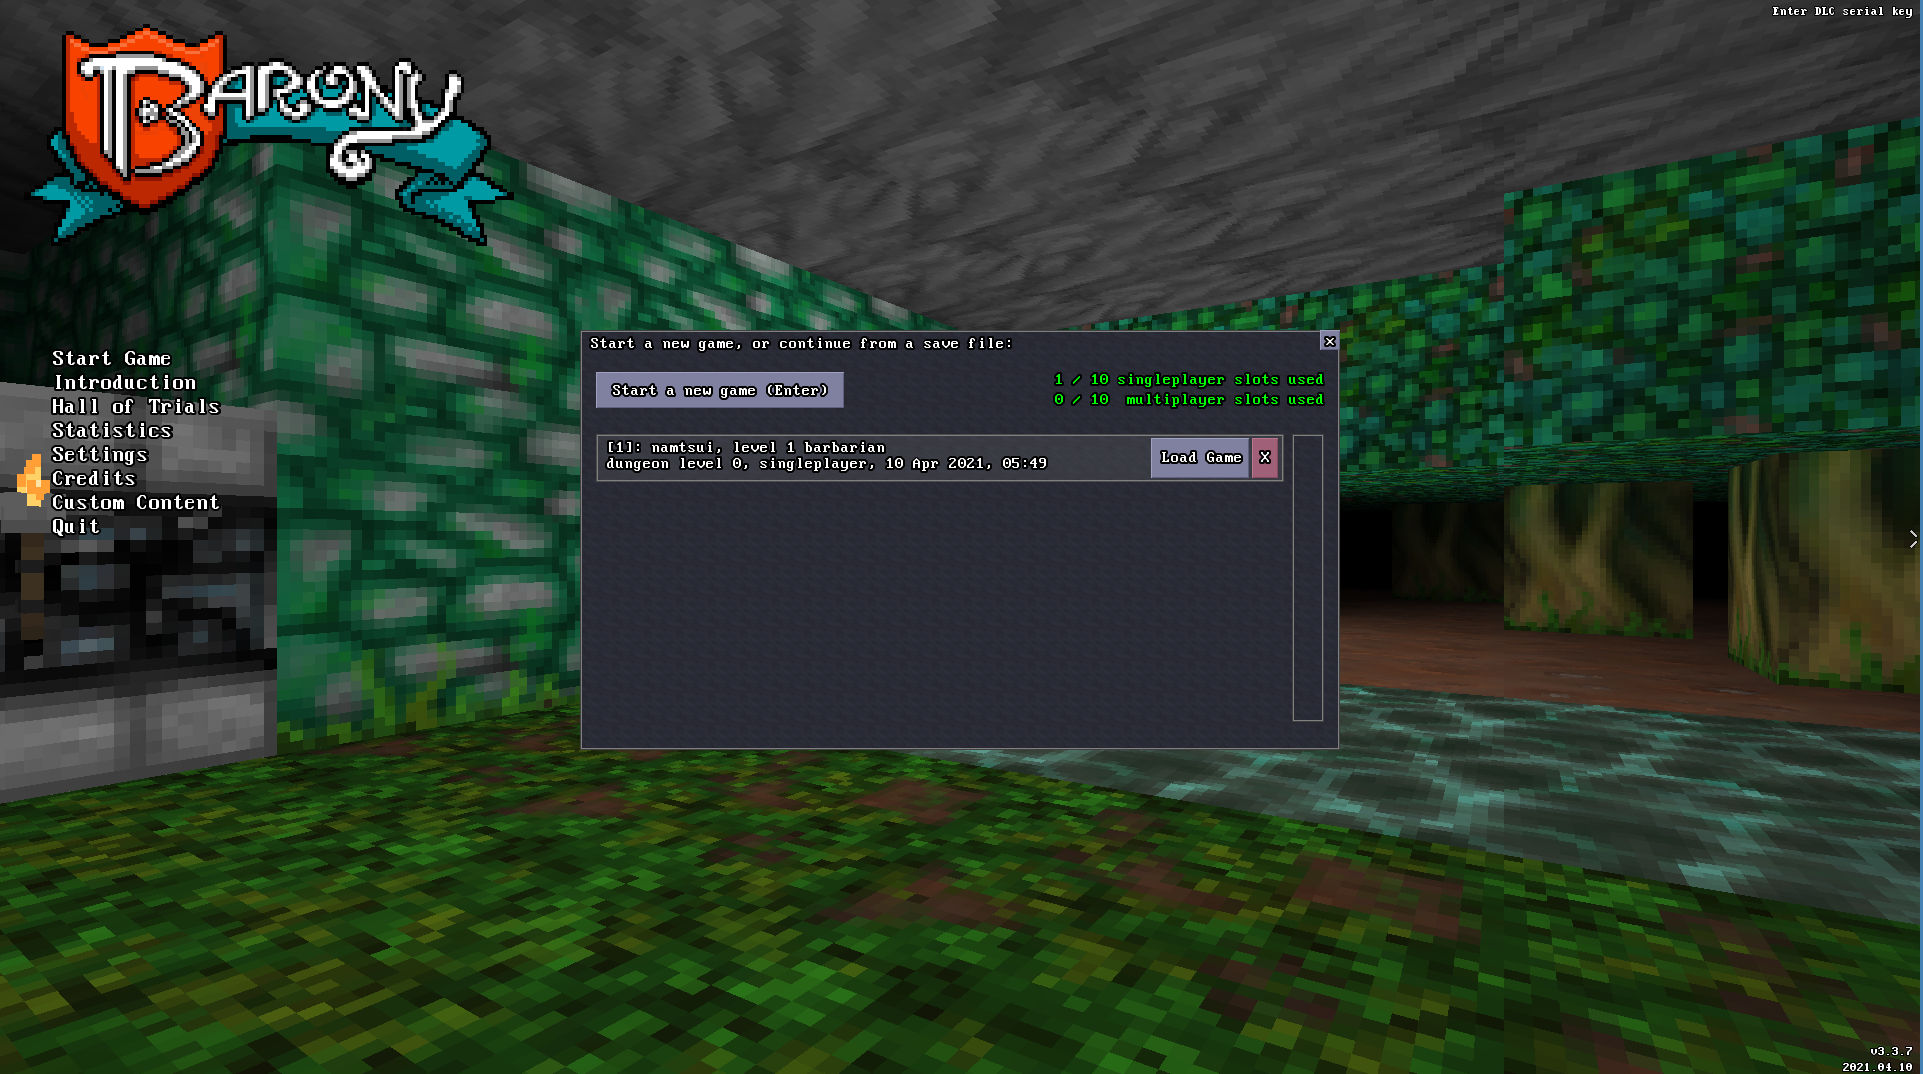 Enter DLC serial key
BARONY
Start a new game, or continue from a save file:
X
Start a new game (Enter)
1 / 10 singleplayer slots used
0 / 10 multiplayer slots used
[1]: namtsui, level 1 barbarian
dungeon level 0, singleplayer, 10 Apr 2021, 05:49
Load Game
X
Start Game
Introduction
Hall of Trials
Statistics
Settings
Credits
Custom Content
Quit
v3.3.7
2021.04.10